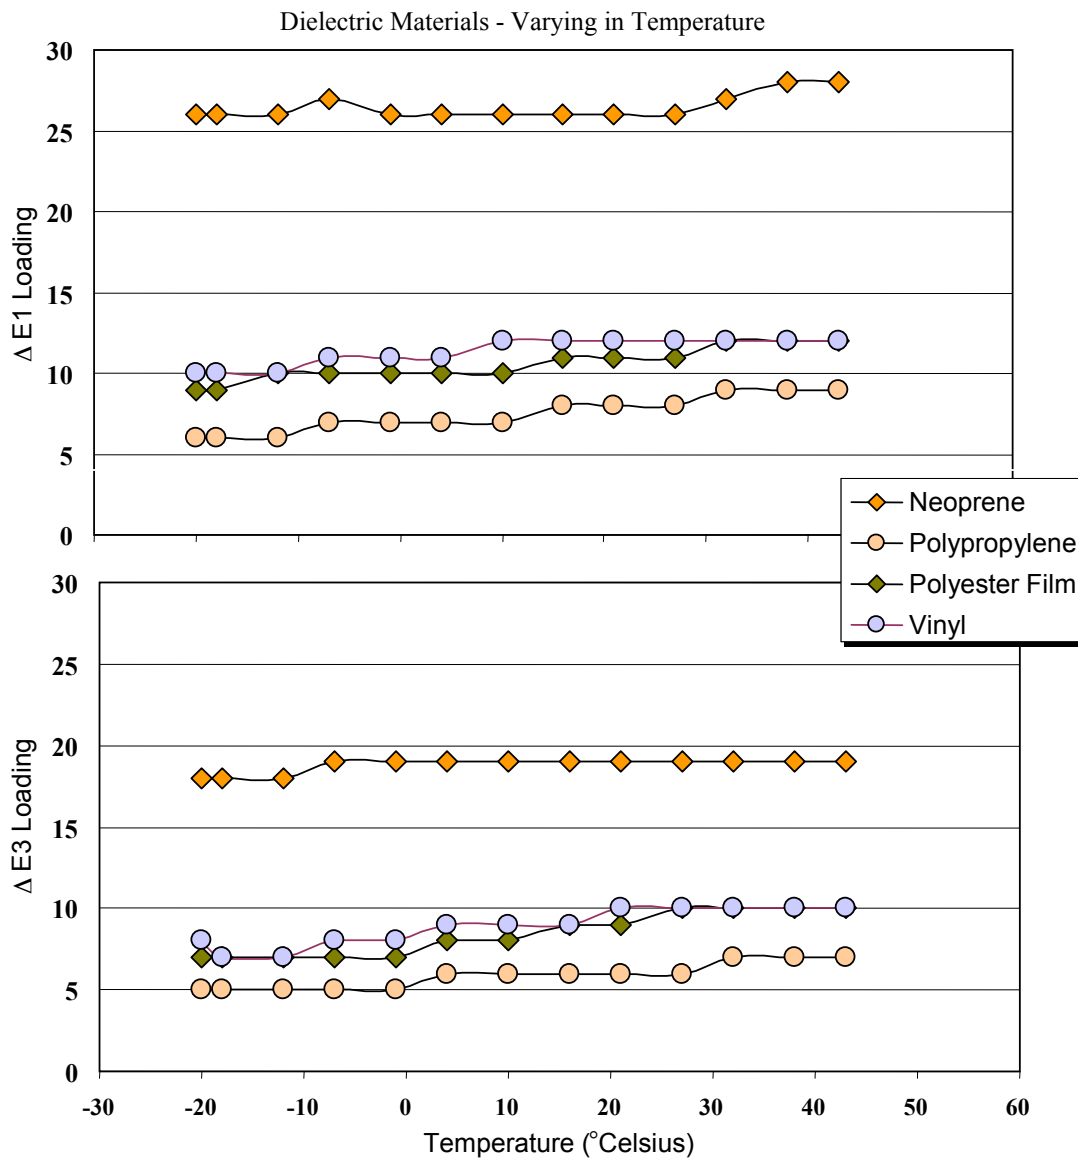 Dielectric Materials - Varying in Temperature
30
25
20
15
10
5
0
Δ E1 Loading
Neoprene
Polypropylene
Polyester Film
Vinyl
30
25
20
15
10
5
0
Δ E3 Loading
-30 -20 -10 0 10 20 30 40 50 60
Temperature (°Celsius)